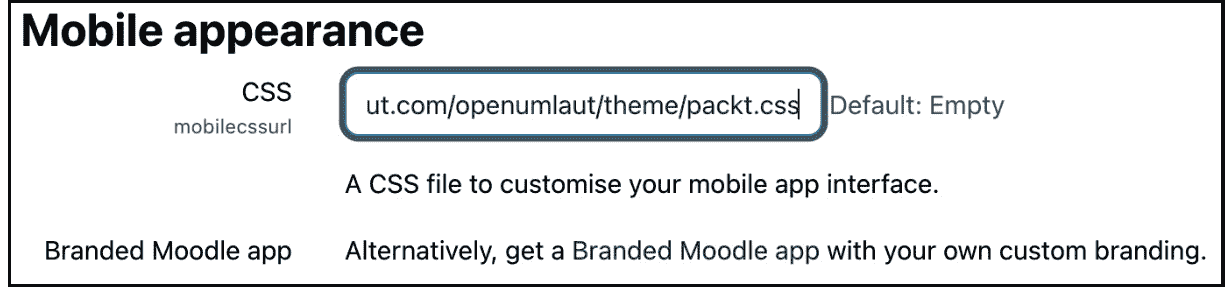 Mobile appearance
CSS ut.com/openumlaut/theme/packt.css Default: Empty
mobilecssurl
A CSS file to customise your mobile app interface.
Branded Moodle app Alternatively, get a Branded Moodle app with your own custom branding.